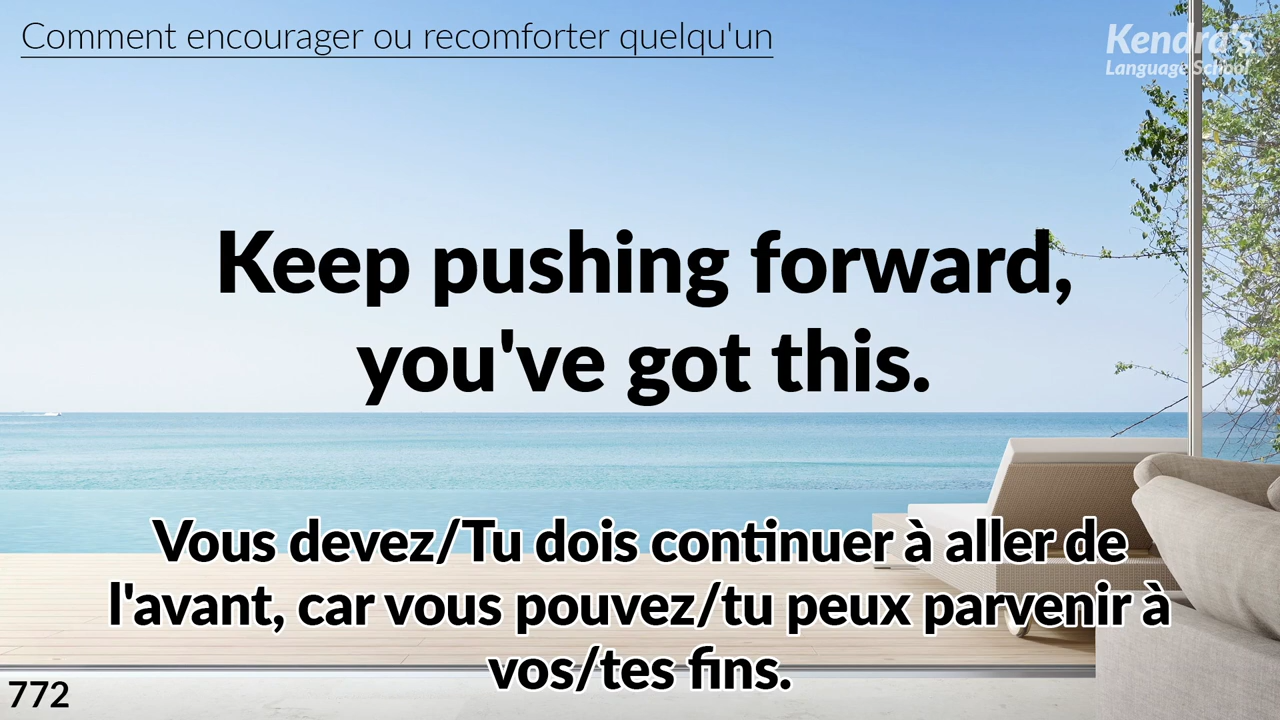 Comment encourager ou recomforter quelqu'un
Kendra's
Language School
Keep pushing forward,
you've got this.
Vous devez/Tu dois continuer à aller de
l'avant, car vous pouvez/tu peux parvenir à
vos/tes fins.
772